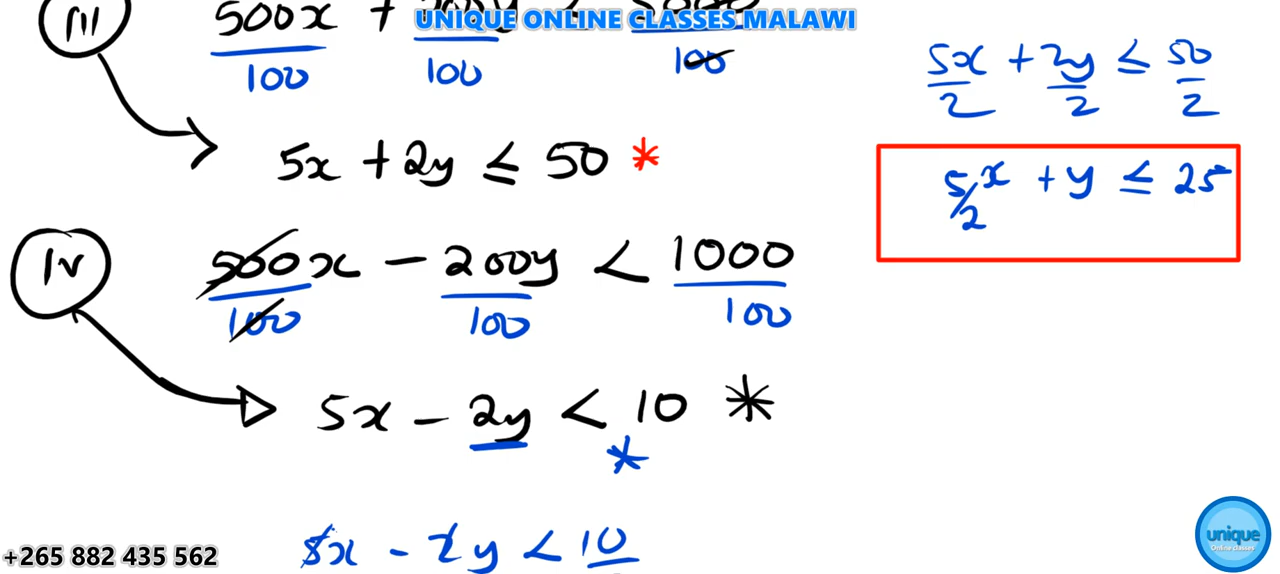 UNIQUE ONLINE CLASSES MALAWI
III 500x/100 + 200y/100 5000/100
5x + 2y ≤ 50 *
IV 500x/100 − 200y/100 < 1000/100
5x − 2y < 10 *
*
5x − 2y < 10
5x/2 + 2y/2 ≤ 50/2
5/2 x + y ≤ 25
+265 882 435 562
unique
Online classes